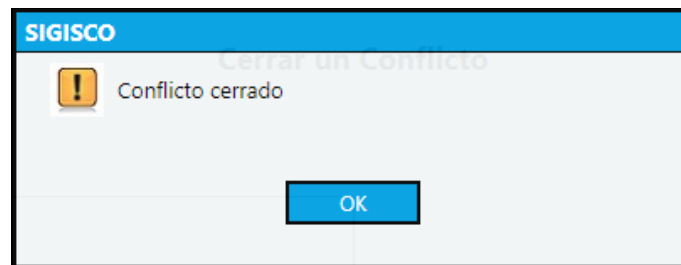 SIGISCO
Cerrar un Conflicto
Conflicto cerrado
OK